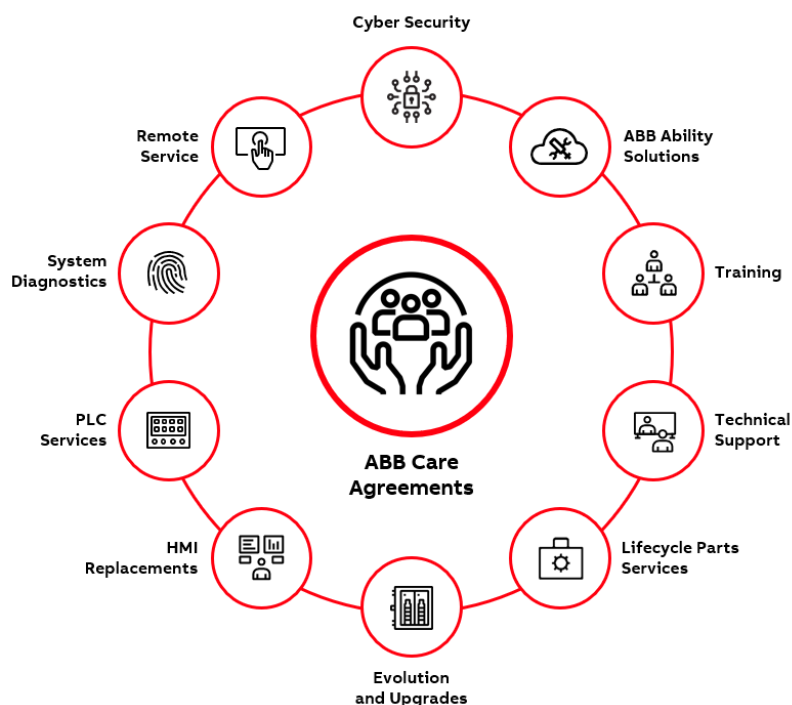 Cyber Security
ABB Ability
Solutions
Training
Technical
Support
Lifecycle Parts
Services
Evolution
and Upgrades
HMI
Replacements
PLC
Services
System
Diagnostics
Remote
Service
ABB Care
Agreements